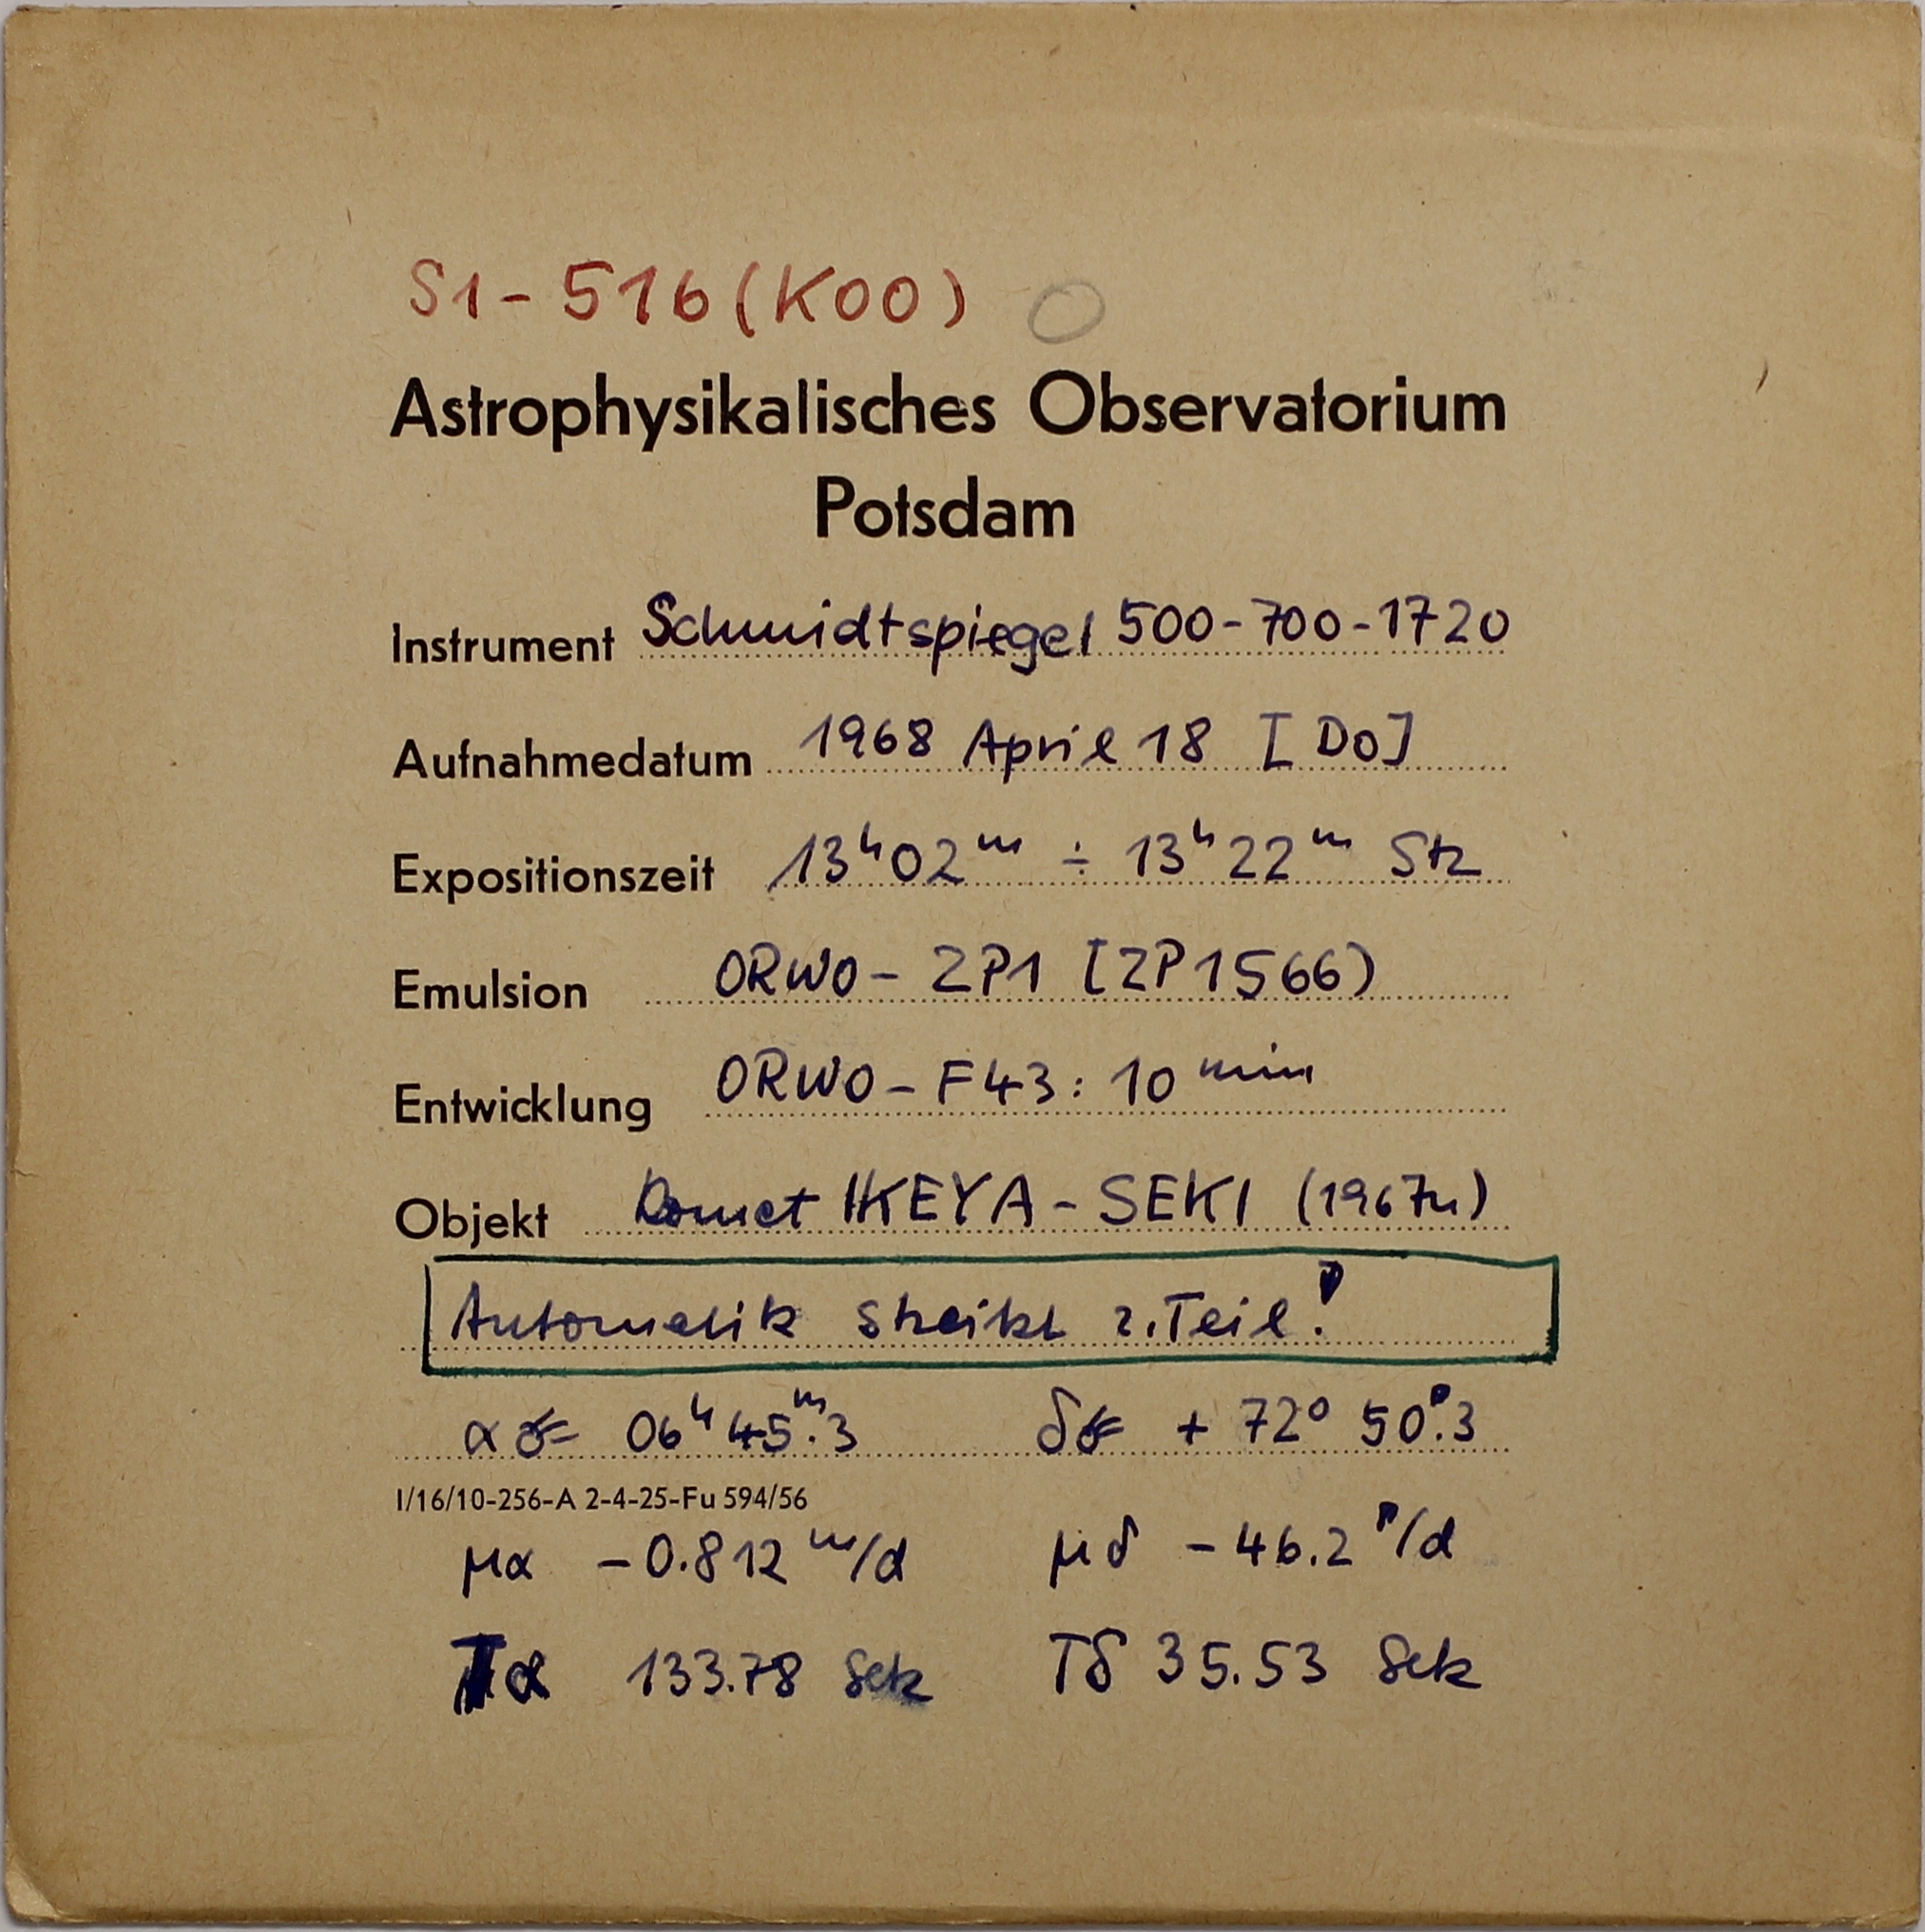 S1-516(K00)
Astrophysikalisches Observatorium
Potsdam
Instrument Schmidtspiegel 500-700-1720
Aufnahmedatum 1968 April 18 [Do]
Expositionszeit 13ʰ02ᵐ ÷ 13ʰ22ᵐ Stz
Emulsion ORWO-ZP1 [ZP1566)
Entwicklung ORWO-F43: 10 min
Objekt Komet IKEYA-SEKI (1967n)
Automatik streikt z.Teil!
α☄ 06ʰ45ᵐ.3 δ☄ +72° 50'.3
I/16/10-256-A 2-4-25-Fu 594/56
μα -0.812 ᵐ/d μδ -46.2 '/d
Tα 133.78 Sek Tδ 35.53 Sek